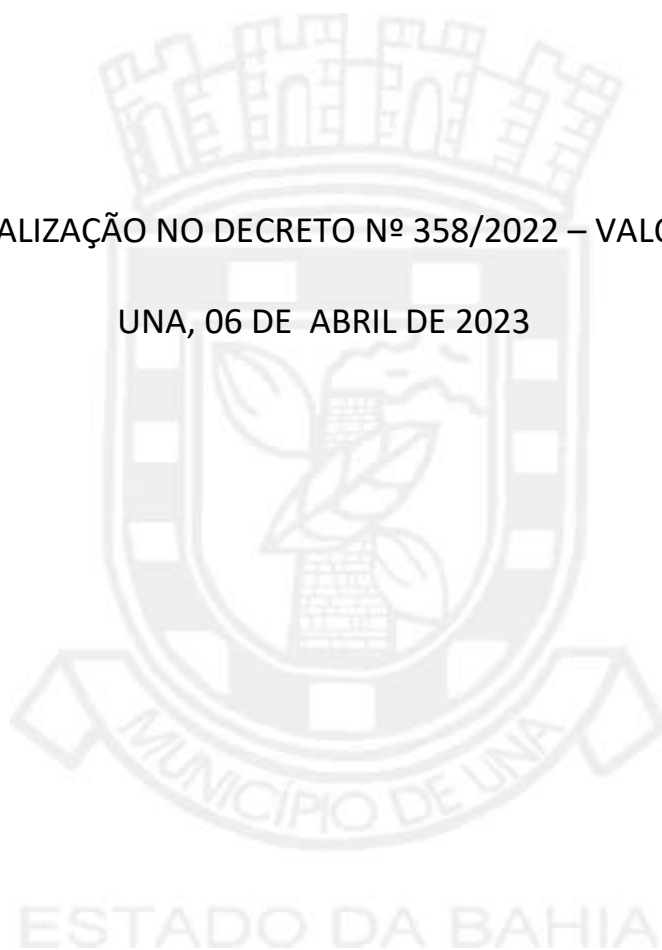 ALIZAÇÃO NO DECRETO Nº 358/2022 – VALO
UNA, 06 DE ABRIL DE 2023
MUNICÍPIO DE UNA
ESTADO DA BAHIA